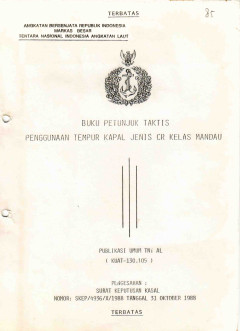 TERBATAS
85
ANGKATAN BERSENJATA REPUBLIK INDONESIA
MARKAS BESAR
TENTARA NASIONAL INDONESIA ANGKATAN LAUT
BUKU PETUNJUK TAKTIS
PENGGUNAAN TEMPUR KAPAL JENIS CR KELAS MANDAU
PUBLIKASI UMUM TNI AL
( KUAT-130.105 )
PENGESAHAN :
SURAT KEPUTUSAN KASAL
NOMOR: SKEP/4996/X/1988 TANGGAL 31 OKTOBER 1988
TERBATAS